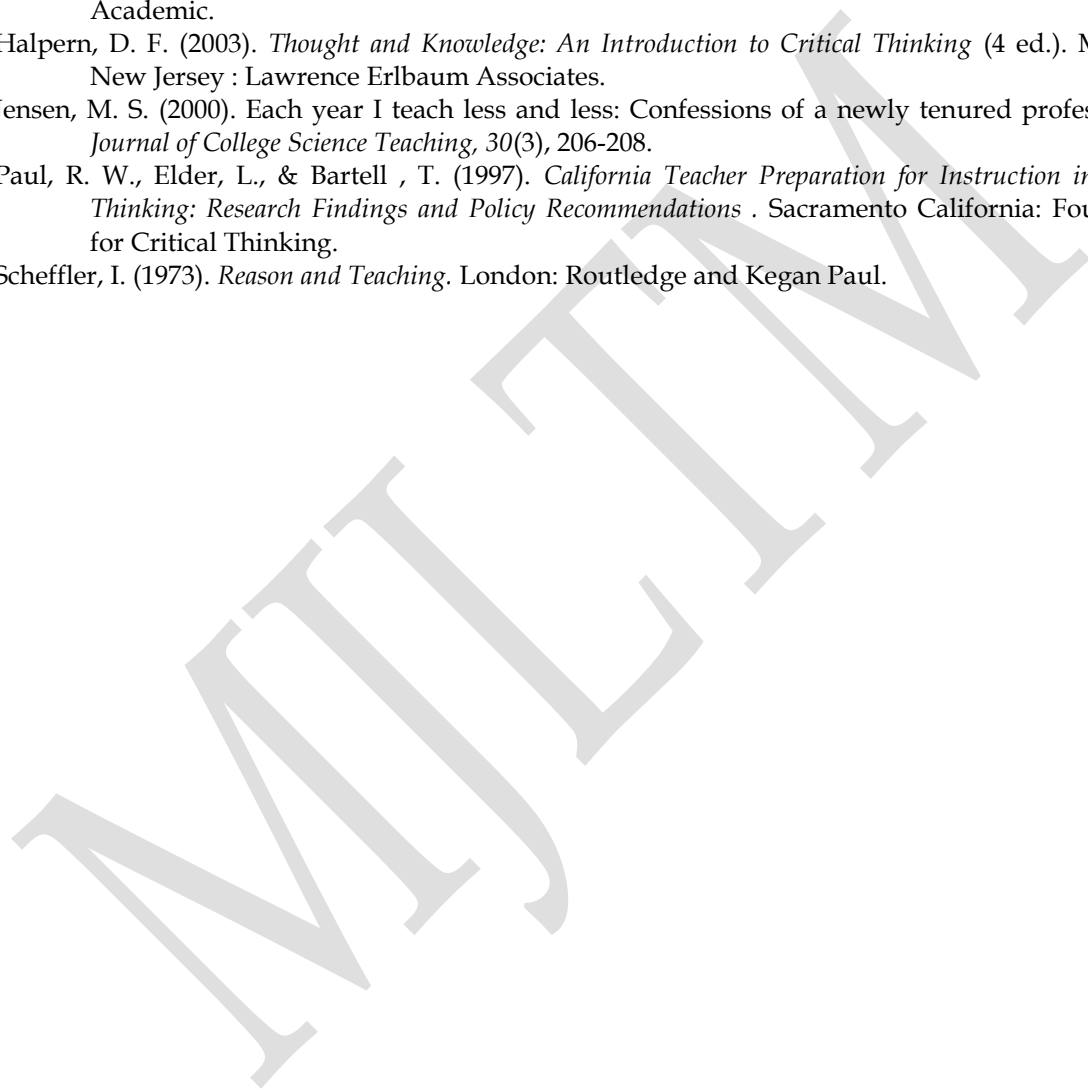 Academic.
Halpern, D. F. (2003). Thought and Knowledge: An Introduction to Critical Thinking (4 ed.).
New Jersey : Lawrence Erlbaum Associates.
Jensen, M. S. (2000). Each year I teach less and less: Confessions of a newly tenured
Journal of College Science Teaching, 30(3), 206-208.
Paul, R. W., Elder, L., & Bartell , T. (1997). California Teacher Preparation for Instruction in
Thinking: Research Findings and Policy Recommendations . Sacramento California:
for Critical Thinking.
Scheffler, I. (1973). Reason and Teaching. London: Routledge and Kegan Paul.
MJLTM